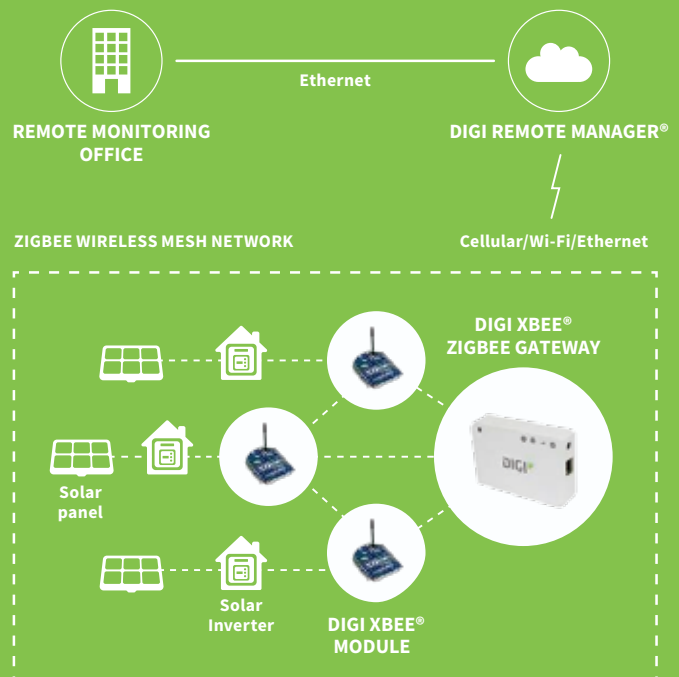 Ethernet
REMOTE MONITORING
OFFICE
DIGI REMOTE MANAGER®
ZIGBEE WIRELESS MESH NETWORK
Cellular/Wi-Fi/Ethernet
DIGI XBEE®
ZIGBEE GATEWAY
DIGI
Solar
panel
Solar
Inverter
DIGI XBEE®
MODULE